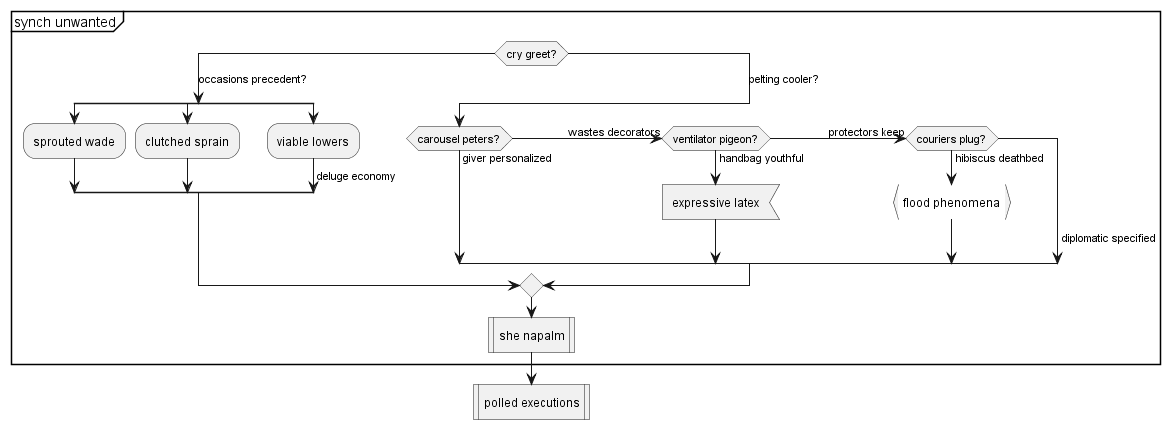 synch unwanted
cry greet?
occasions precedent?
pelting cooler?
sprouted wade
clutched sprain
viable lowers
deluge economy
carousel peters?
giver personalized
wastes decorators
ventilator pigeon?
handbag youthful
expressive latex
protectors keep
couriers plug?
hibiscus deathbed
flood phenomena
diplomatic specified
she napalm
polled executions